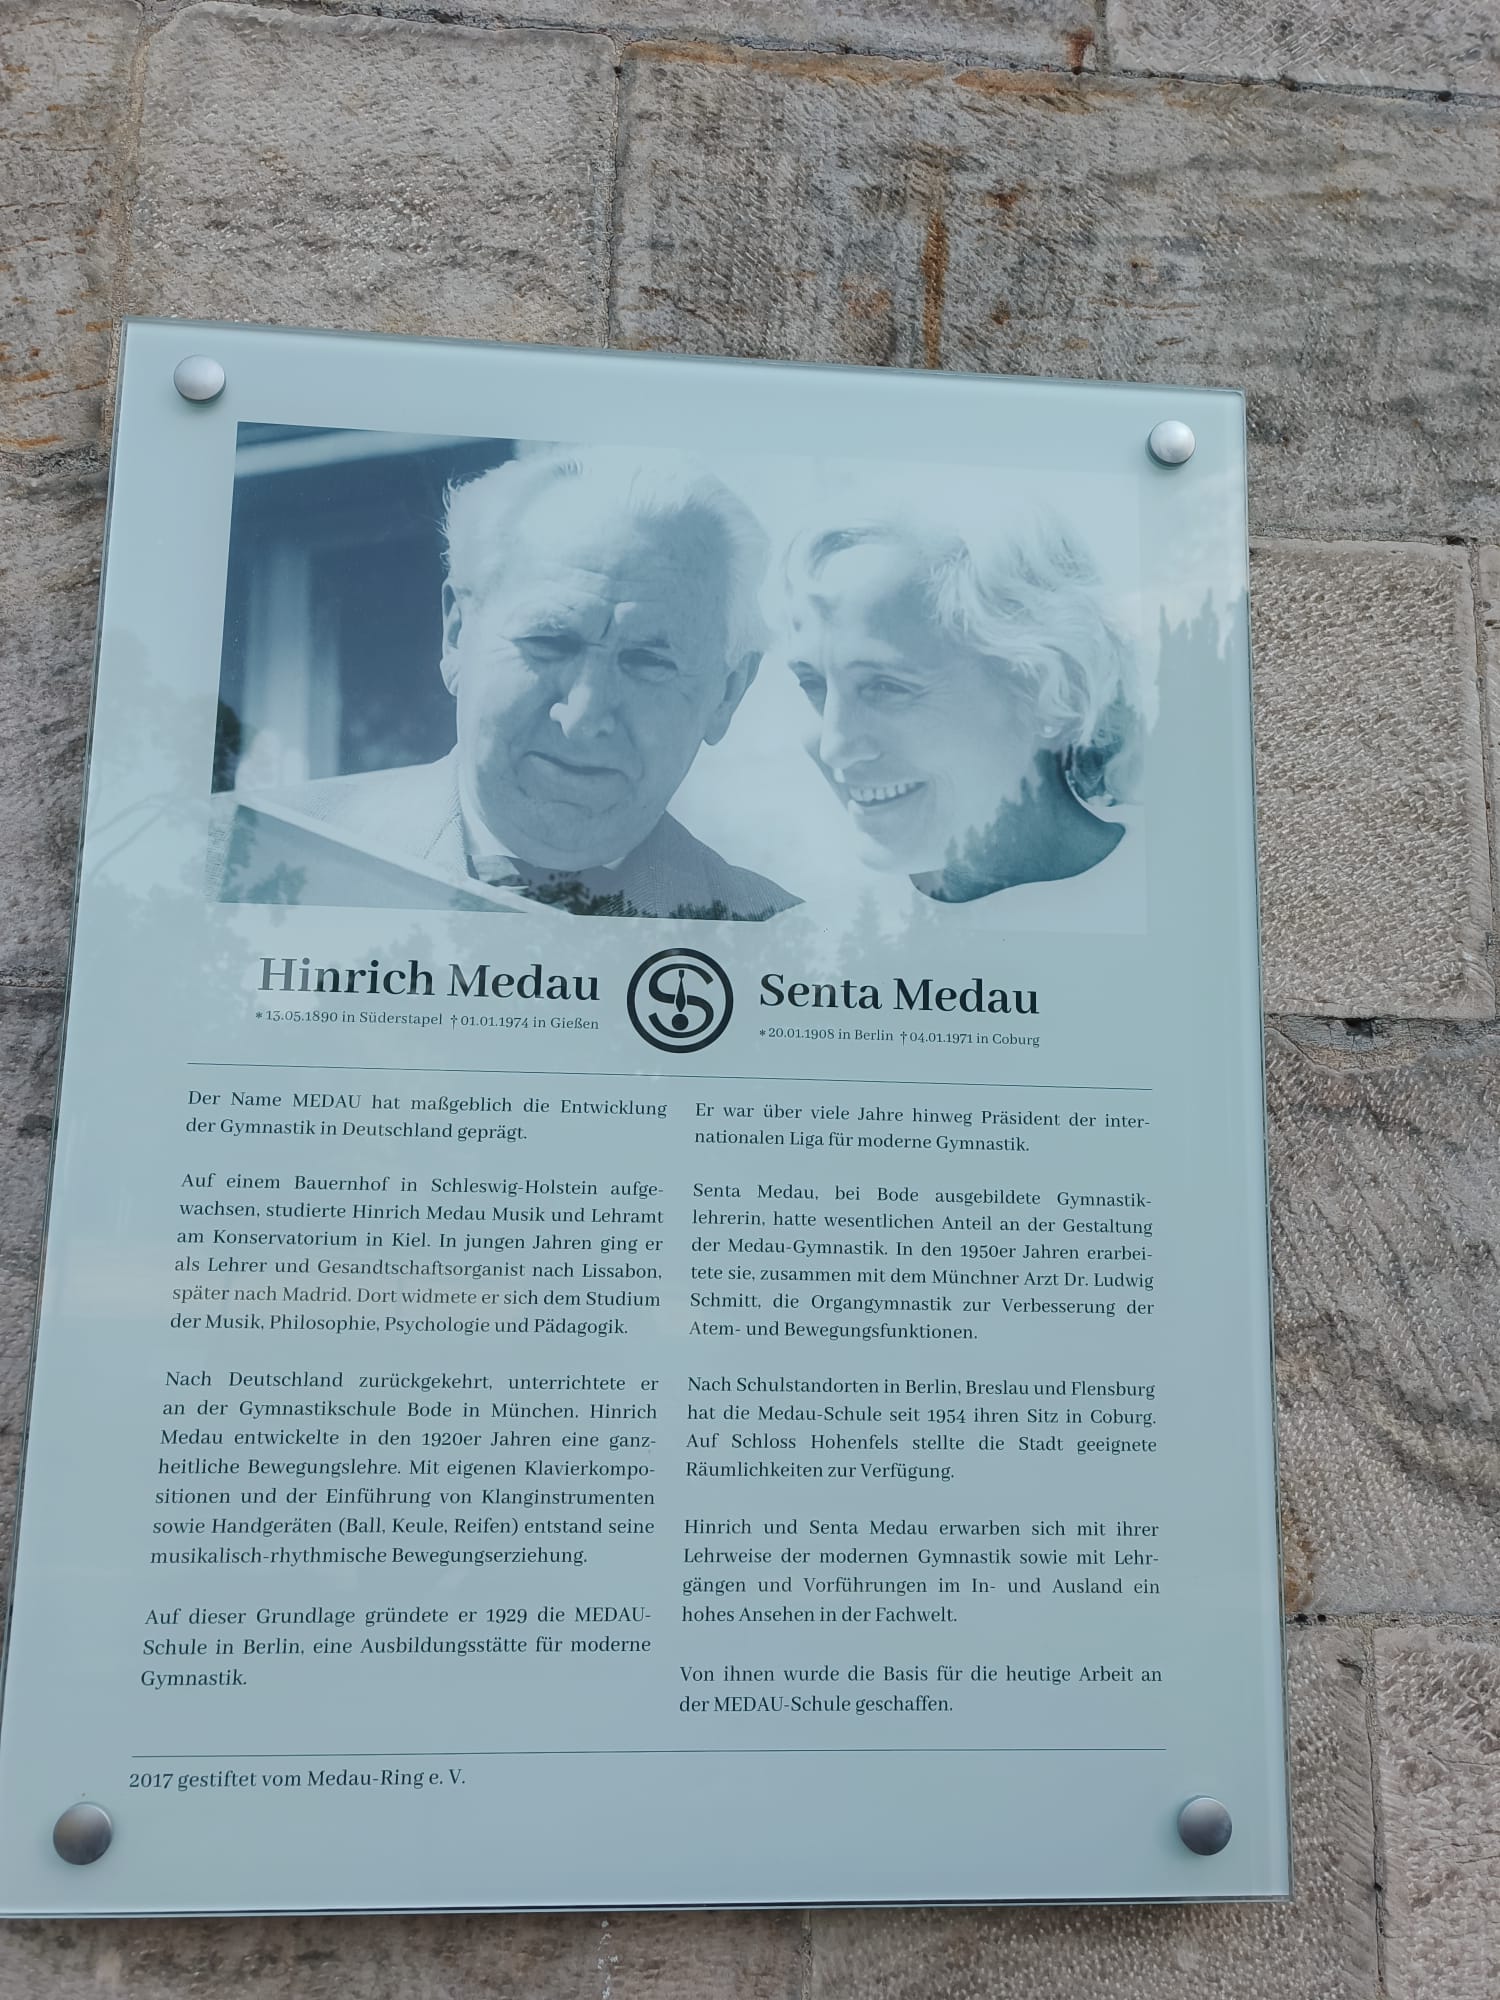 Hinrich Medau
* 13.05.1890 in Süderstapel † 01.01.1974 in Gießen
Senta Medau
* 20.01.1908 in Berlin † 04.01.1971 in Coburg
Der Name MEDAU hat maßgeblich die Entwicklung
der Gymnastik in Deutschland geprägt.
Auf einem Bauernhof in Schleswig-Holstein aufge-
wachsen, studierte Hinrich Medau Musik und Lehramt
am Konservatorium in Kiel. In jungen Jahren ging er
als Lehrer und Gesandtschaftsorganist nach Lissabon,
später nach Madrid. Dort widmete er sich dem Studium
der Musik, Philosophie, Psychologie und Pädagogik.
Nach Deutschland zurückgekehrt, unterrichtete er
an der Gymnastikschule Bode in München. Hinrich
Medau entwickelte in den 1920er Jahren eine ganz-
heitliche Bewegungslehre. Mit eigenen Klavierkompo-
sitionen und der Einführung von Klanginstrumenten
sowie Handgeräten (Ball, Keule, Reifen) entstand seine
musikalisch-rhythmische Bewegungserziehung.
Auf dieser Grundlage gründete er 1929 die MEDAU-
Schule in Berlin, eine Ausbildungsstätte für moderne
Gymnastik.
Er war über viele Jahre hinweg Präsident der inter-
nationalen Liga für moderne Gymnastik.
Senta Medau, bei Bode ausgebildete Gymnastik-
lehrerin, hatte wesentlichen Anteil an der Gestaltung
der Medau-Gymnastik. In den 1950er Jahren erarbei-
tete sie, zusammen mit dem Münchner Arzt Dr. Ludwig
Schmitt, die Organgymnastik zur Verbesserung der
Atem- und Bewegungsfunktionen.
Nach Schulstandorten in Berlin, Breslau und Flensburg
hat die Medau-Schule seit 1954 ihren Sitz in Coburg.
Auf Schloss Hohenfels stellte die Stadt geeignete
Räumlichkeiten zur Verfügung.
Hinrich und Senta Medau erwarben sich mit ihrer
Lehrweise der modernen Gymnastik sowie mit Lehr-
gängen und Vorführungen im In- und Ausland ein
hohes Ansehen in der Fachwelt.
Von ihnen wurde die Basis für die heutige Arbeit an
der MEDAU-Schule geschaffen.
2017 gestiftet vom Medau-Ring e. V.